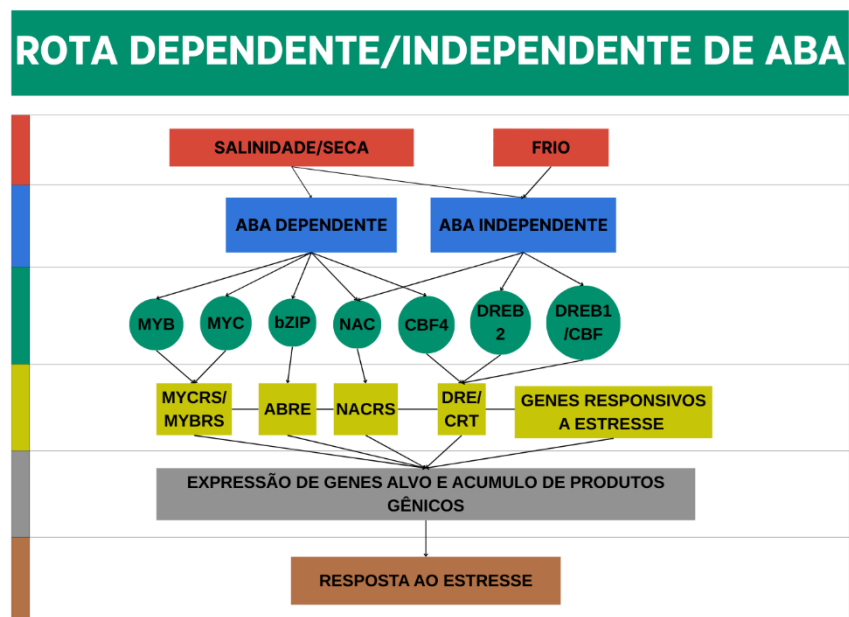 ROTA DEPENDENTE/INDEPENDENTE DE ABA
SALINIDADE/SECA
FRIO
ABA DEPENDENTE
ABA INDEPENDENTE
MYB
MYC
bZIP
NAC
CBF4
DREB
2
DREB1
/CBF
MYCRS/
MYBRS
ABRE
NACRS
DRE/
CRT
GENES RESPONSIVOS
A ESTRESSE
EXPRESSÃO DE GENES ALVO E ACUMULO DE PRODUTOS
GÊNICOS
RESPOSTA AO ESTRESSE